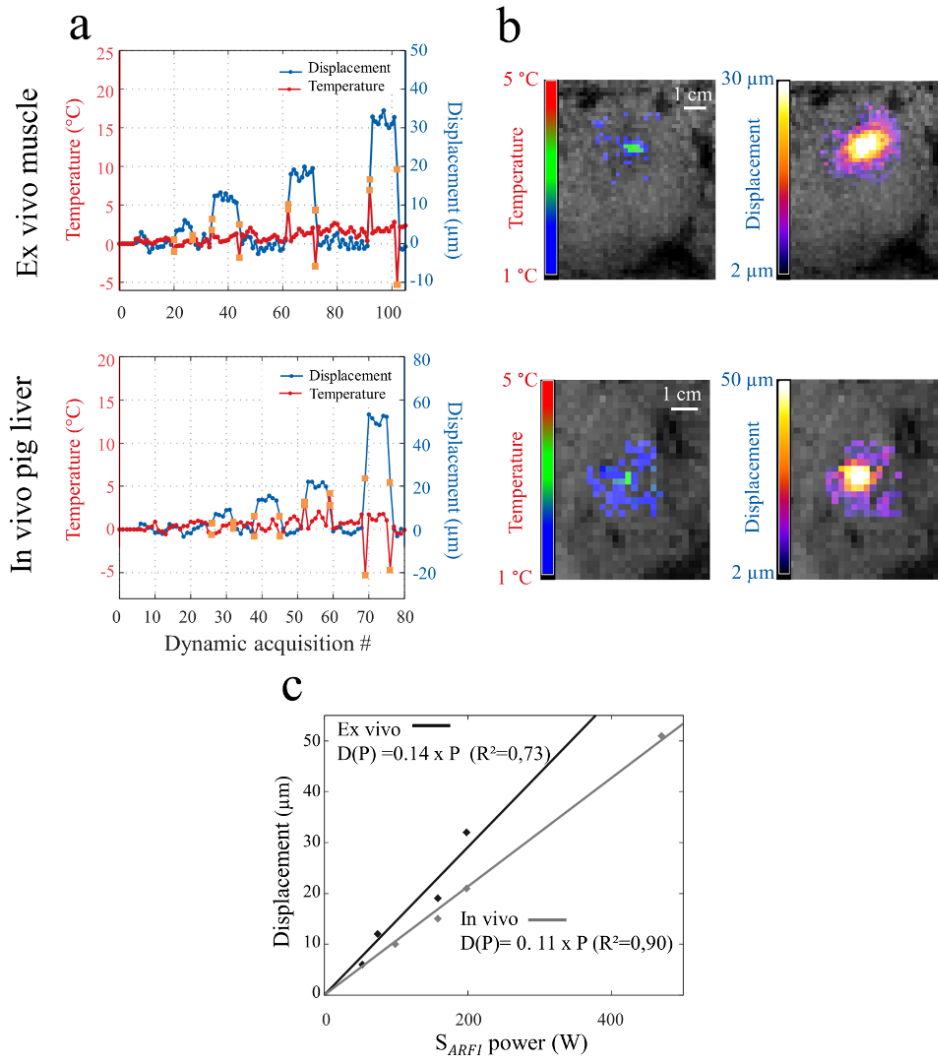 a
b
Ex vivo muscle
Temperature (°C)
25
20
15
10
5
0
-5
Displacement
Temperature
50
40
30
20
10
0
-10
Displacement (μm)
0 20 40 60 80 100
5 °C
Temperature
1 °C
1 cm
30 μm
Displacement
2 μm
In vivo pig liver
Temperature (°C)
20
15
10
5
0
-5
Displacement
Temperature
80
60
40
20
0
-20
Displacement (μm)
0 10 20 30 40 50 60 70 80
Dynamic acquisition #
5 °C
Temperature
1 °C
1 cm
50 μm
Displacement
2 μm
c
Displacement (μm)
50
40
30
20
10
0
Ex vivo
D(P) =0.14 x P (R²=0,73)
In vivo
D(P)= 0. 11 x P (R²=0,90)
0 200 400
S_ARFI power (W)